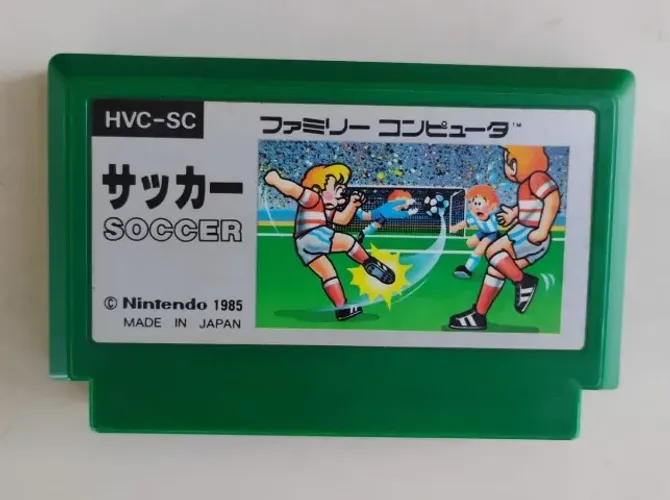 HVC-SC
ファミリー コンピュータ™
サッカー
SOCCER
© Nintendo 1985
MADE IN JAPAN